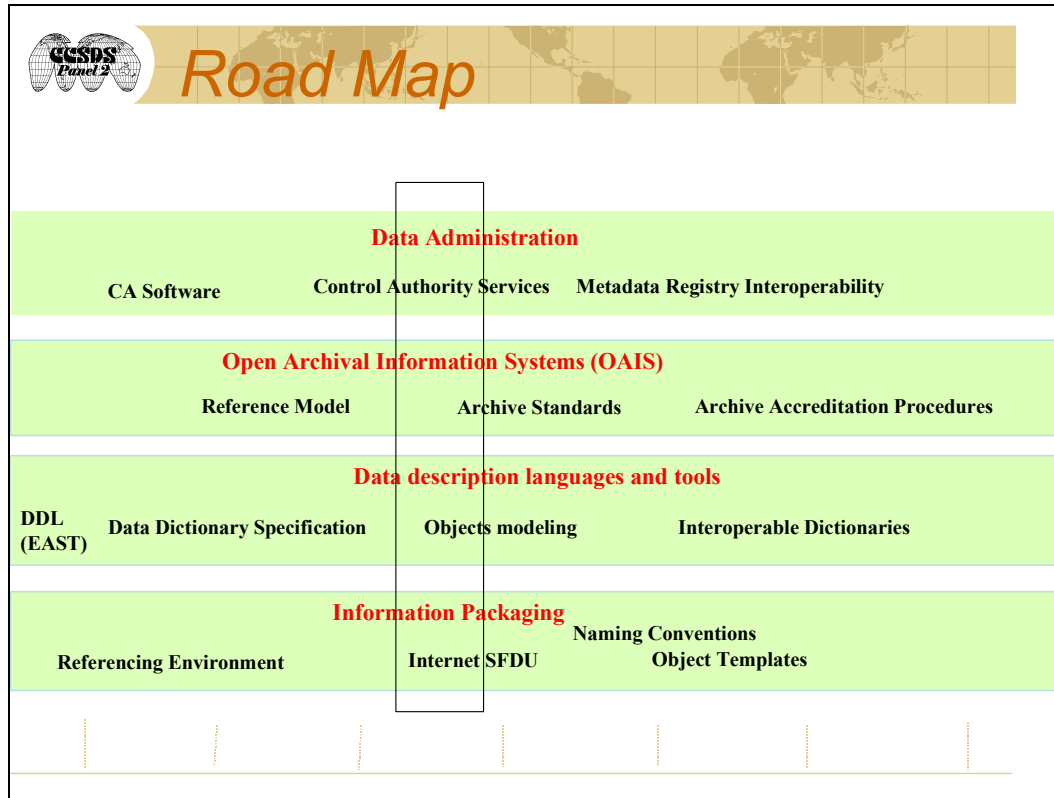 CCSDS
Panel 2
Road Map
Data Administration
CA Software Control Authority Services Metadata Registry Interoperability
Open Archival Information Systems (OAIS)
Reference Model Archive Standards Archive Accreditation Procedures
Data description languages and tools
DDL
(EAST) Data Dictionary Specification Objects modeling Interoperable Dictionaries
Information Packaging
Naming Conventions
Referencing Environment Internet SFDU Object Templates